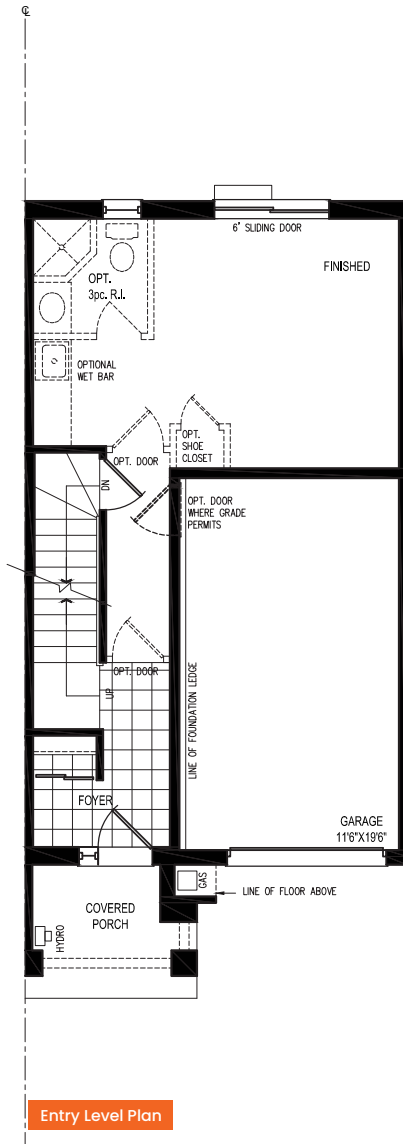 ℄
6' SLIDING DOOR
FINISHED
OPT.
3pc. R.I.
OPTIONAL
WET BAR
OPT.
SHOE
CLOSET
OPT. DOOR
DN
OPT. DOOR
WHERE GRADE
PERMITS
OPT. DOOR
UP
LINE OF FOUNDATION LEDGE
FOYER
GARAGE
11'6"X19'6"
GAS
LINE OF FLOOR ABOVE
COVERED
PORCH
HYDRO
Entry Level Plan